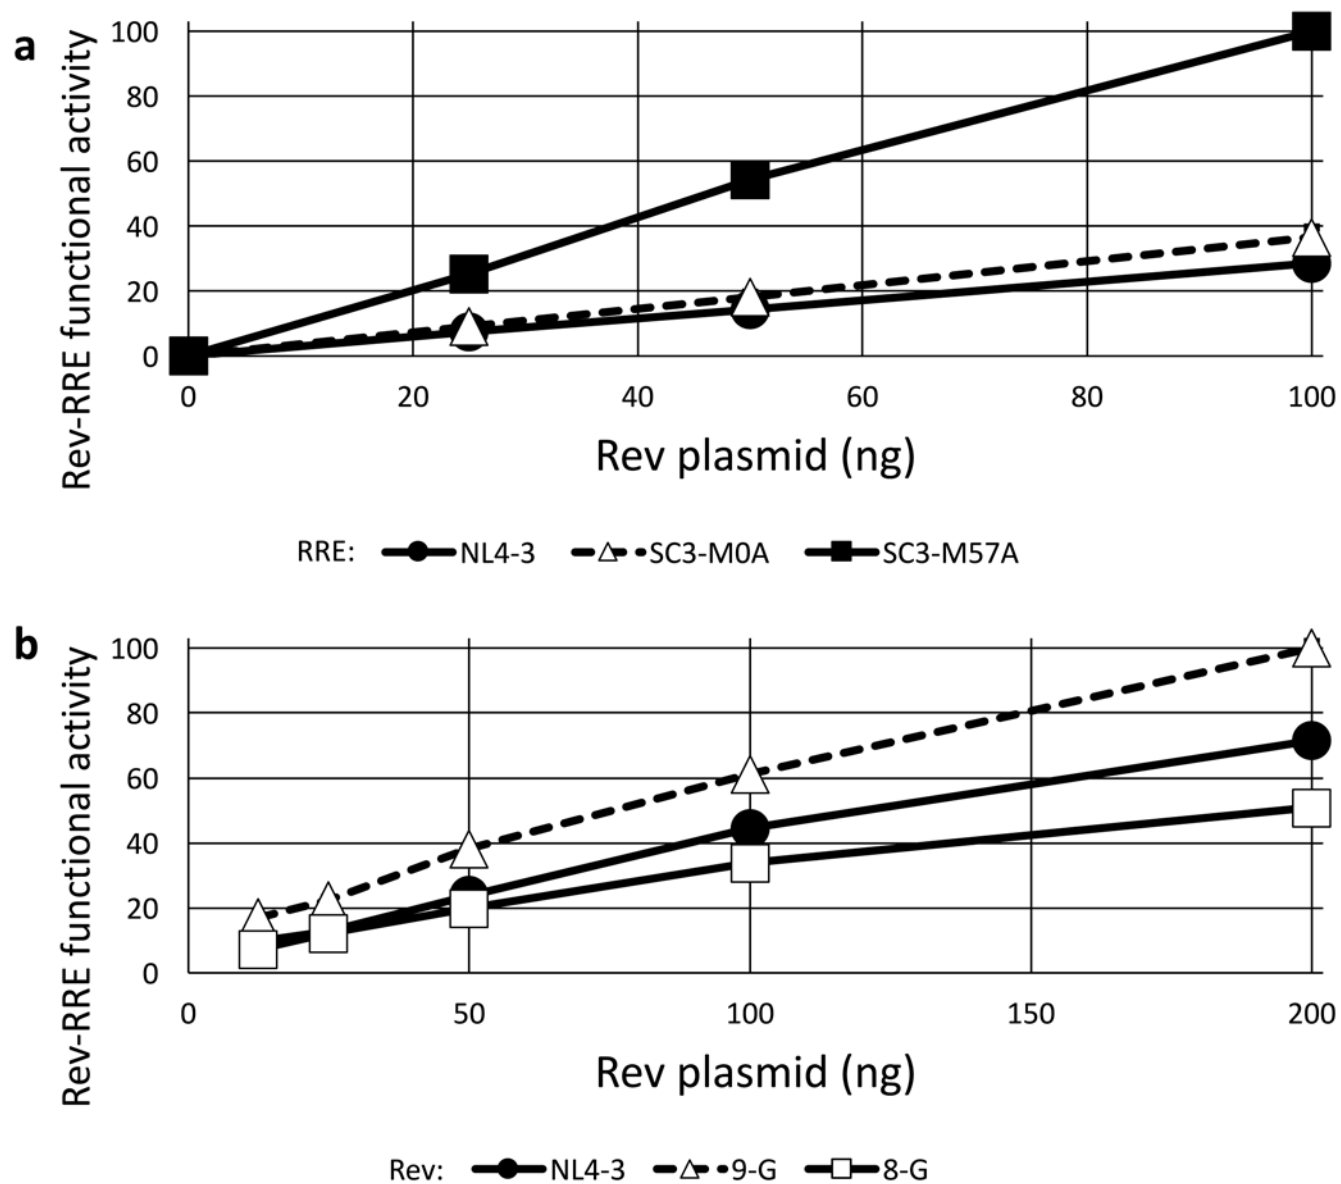 a
Rev-RRE functional activity
100
80
60
40
20
0
0 20 40 60 80 100
Rev plasmid (ng)
RRE: NL4-3 SC3-M0A SC3-M57A
b
Rev-RRE functional activity
100
80
60
40
20
0
0 50 100 150 200
Rev plasmid (ng)
Rev: NL4-3 9-G 8-G